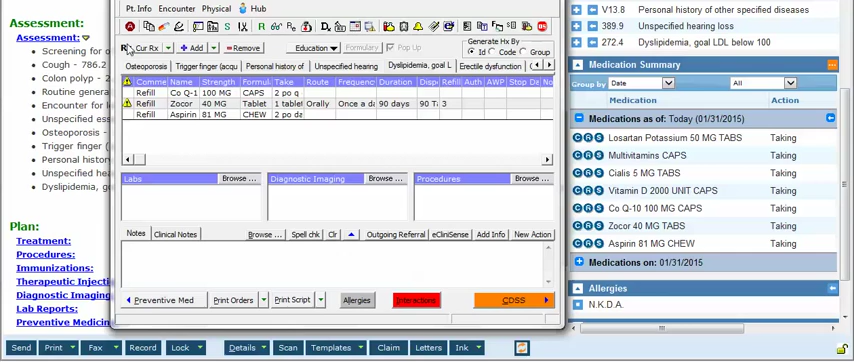 Assessment:
Assessment:
Screening for o
Cough - 786.2
Colon polyp - 2
Routine genera
Encounter for l
Unspecified ess
Osteoporosis -
Trigger finger (
Personal histor
Unspecified hea
Dyslipidemia, go
Plan:
Treatment:
Procedures:
Immunizations:
Therapeutic Injecti
Diagnostic Imaging
Lab Reports:
Preventive Medicin
Pt. Info Encounter Physical Hub
Cur Rx Add Remove Education Formulary Pop Up
Generate Hx By
Id Code Group
Osteoporosis Trigger finger (acqu Personal history of Unspecified hearing Dyslipidemia, goal L Erectile dysfunction
Comme Name Strength Formula Take Route Frequenc Duration Disp Refill Auth AWP Stop Da No
Refill Co Q-1 100 MG CAPS 2 po q
Refill Zocor 40 MG Tablet 1 tablet Orally Once a da 90 days 90 T 3
Refill Aspirin 81 MG CHEW 2 po da
Labs Browse ... Diagnostic Imaging Browse ... Procedures Browse ...
Notes Clinical Notes Browse ... Spell chk Clr Outgoing Referral eCliniSense Add Info New Action
Preventive Med Print Orders Print Script Allergies Interactions CDSS
V13.8 Personal history of other specified diseases
389.9 Unspecified hearing loss
272.4 Dyslipidemia, goal LDL below 100
Medication Summary
Group by Date All
Medication Action
Medications as of: Today (01/31/2015)
C R S Losartan Potassium 50 MG TABS Taking
C R S Multivitamins CAPS Taking
C R S Cialis 5 MG TABS Taking
C R S Vitamin D 2000 UNIT CAPS Taking
C R S Co Q-10 100 MG CAPS Taking
C R S Zocor 40 MG TABS Taking
C R S Aspirin 81 MG CHEW Taking
Medications on: 01/31/2015
Allergies
N.K.D.A.
Send Print Fax Record Lock Details Scan Templates Claim Letters Ink